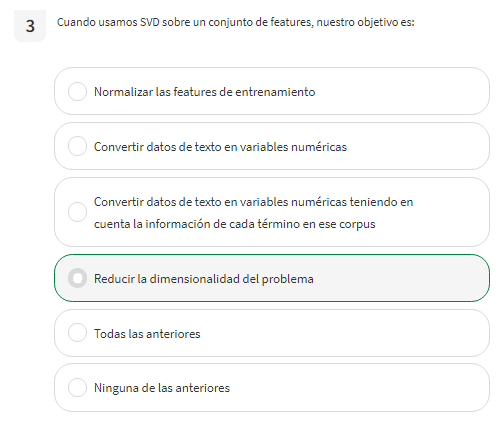 3
Cuando usamos SVD sobre un conjunto de features, nuestro objetivo es:
Normalizar las features de entrenamiento
Convertir datos de texto en variables numéricas
Convertir datos de texto en variables numéricas teniendo en
cuenta la información de cada término en ese corpus
Reducir la dimensionalidad del problema
Todas las anteriores
Ninguna de las anteriores